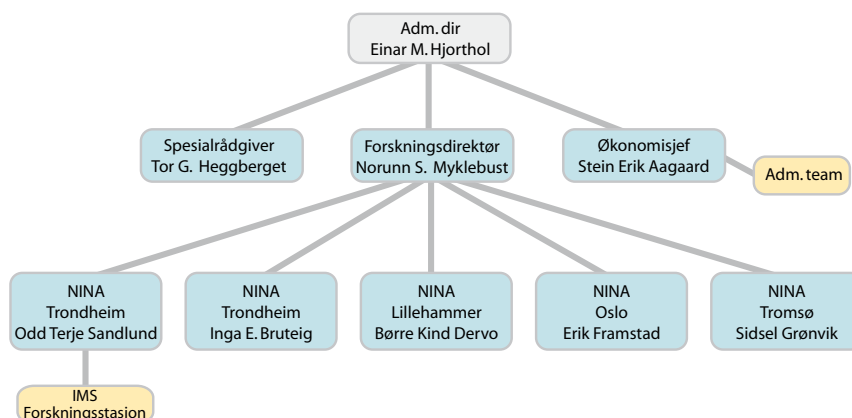 Adm. dir
Einar M. Hjorthol
Spesialrådgiver
Tor G. Heggberget
Forskningsdirektør
Norunn S. Myklebust
Økonomisjef
Stein Erik Aagaard
Adm. team
NINA
Trondheim
Odd Terje Sandlund
NINA
Trondheim
Inga E. Bruteig
NINA
Lillehammer
Børre Kind Dervo
NINA
Oslo
Erik Framstad
NINA
Tromsø
Sidsel Grønvik
IMS
Forskningsstasjon